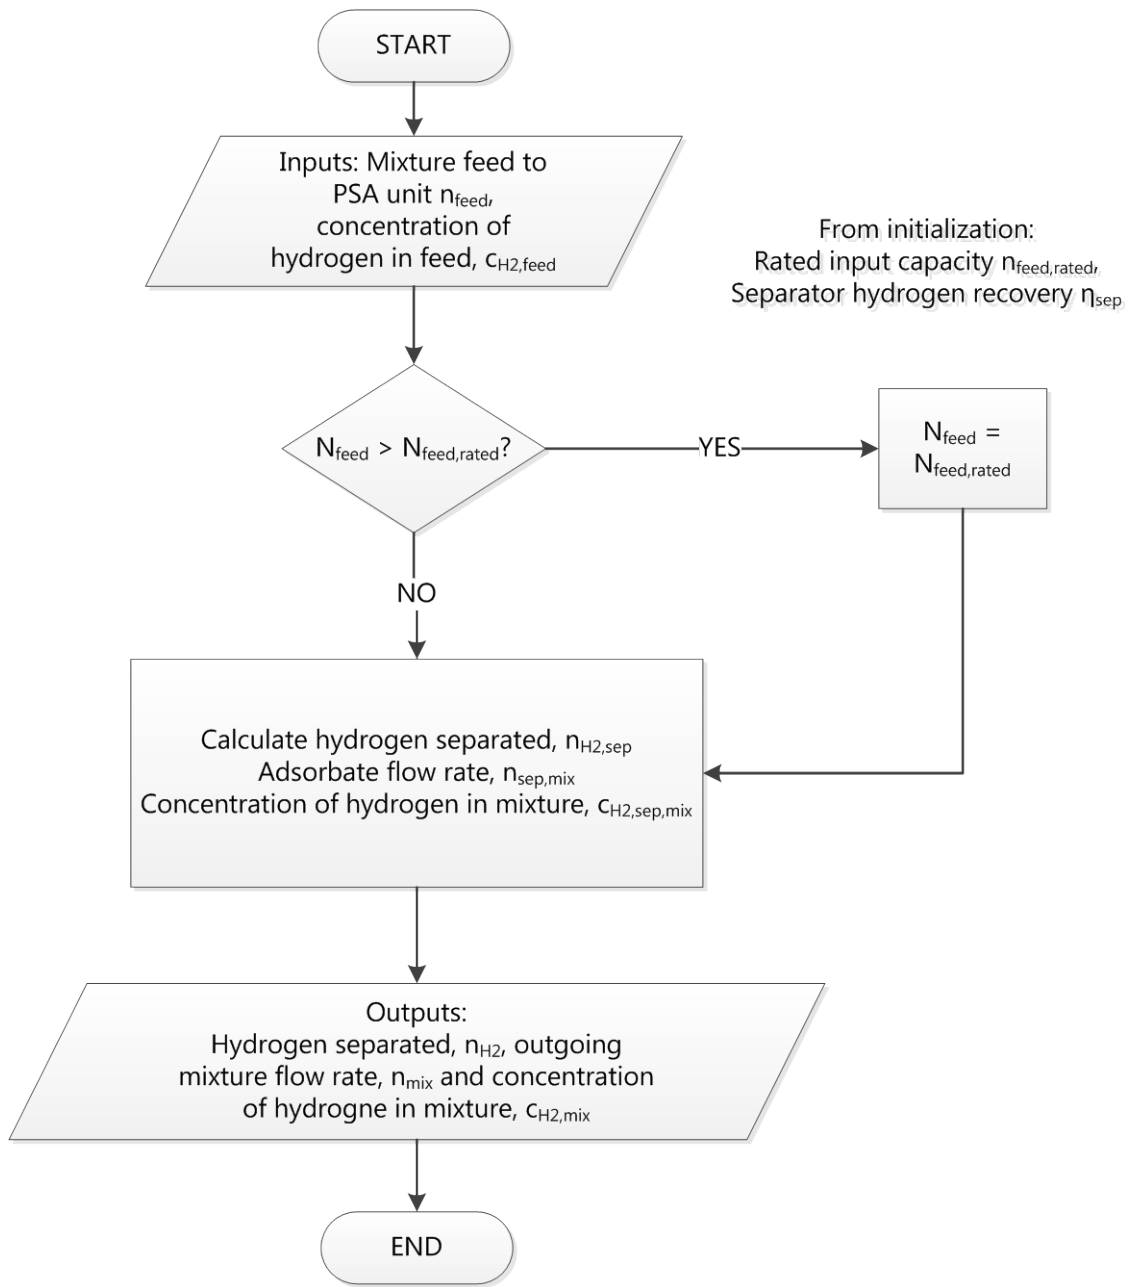 START
Inputs: Mixture feed to
PSA unit nfeed,
concentration of
hydrogen in feed, cH2,feed
From initialization:
Rated input capacity nfeed,rated,
Separator hydrogen recovery ηsep
Nfeed > Nfeed,rated?
YES
Nfeed =
Nfeed,rated
NO
Calculate hydrogen separated, nH2,sep
Adsorbate flow rate, nsep,mix
Concentration of hydrogen in mixture, cH2,sep,mix
Outputs:
Hydrogen separated, nH2, outgoing
mixture flow rate, nmix and concentration
of hydrogne in mixture, cH2,mix
END